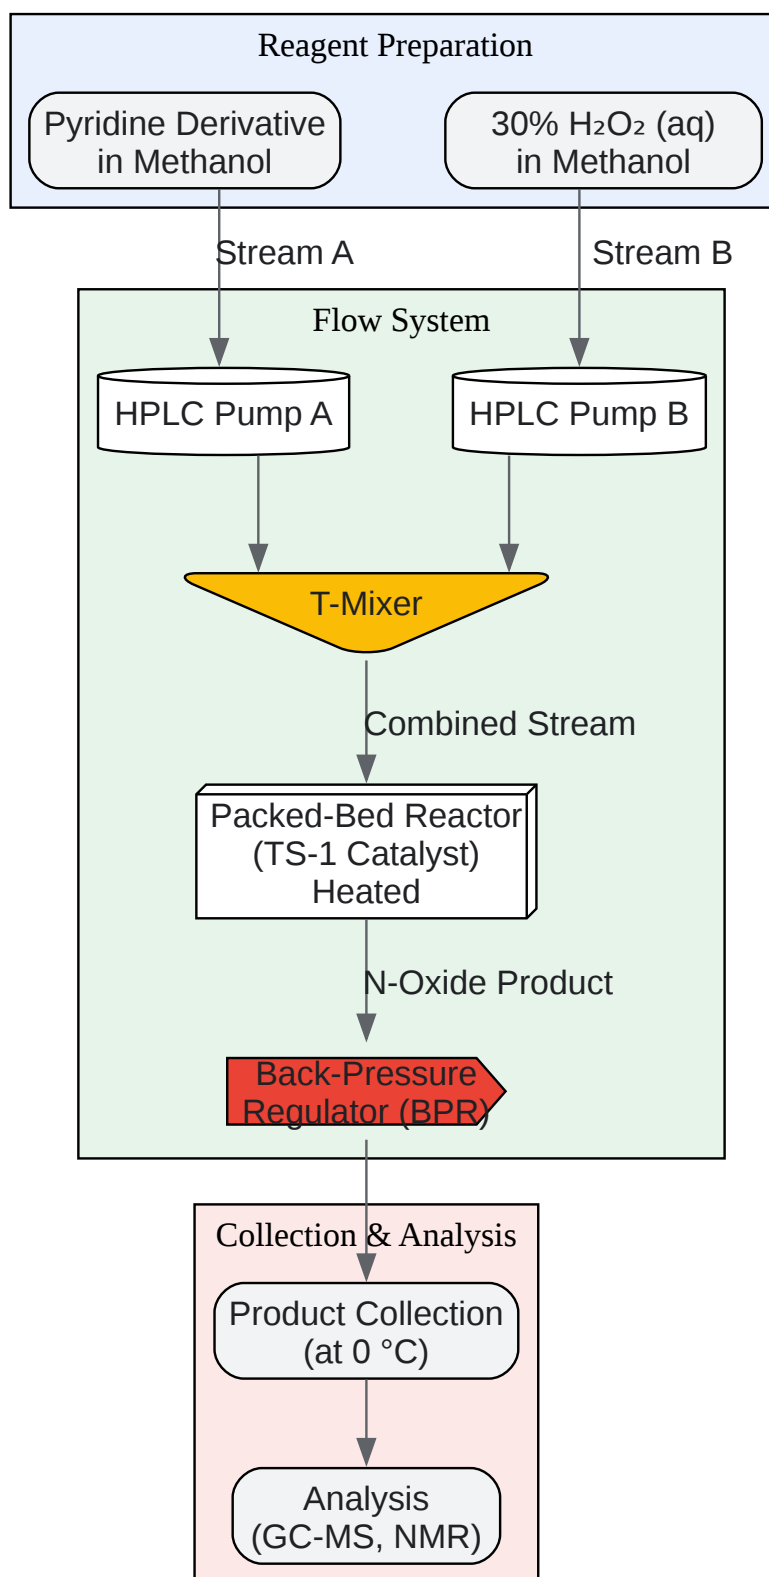 Reagent Preparation
Pyridine Derivative
in Methanol
30% H₂O₂ (aq)
in Methanol
Stream A
Stream B
Flow System
HPLC Pump A
HPLC Pump B
T-Mixer
Combined Stream
Packed-Bed Reactor
(TS-1 Catalyst)
Heated
N-Oxide Product
Back-Pressure
Regulator (BPR)
Collection & Analysis
Product Collection
(at 0 °C)
Analysis
(GC-MS, NMR)